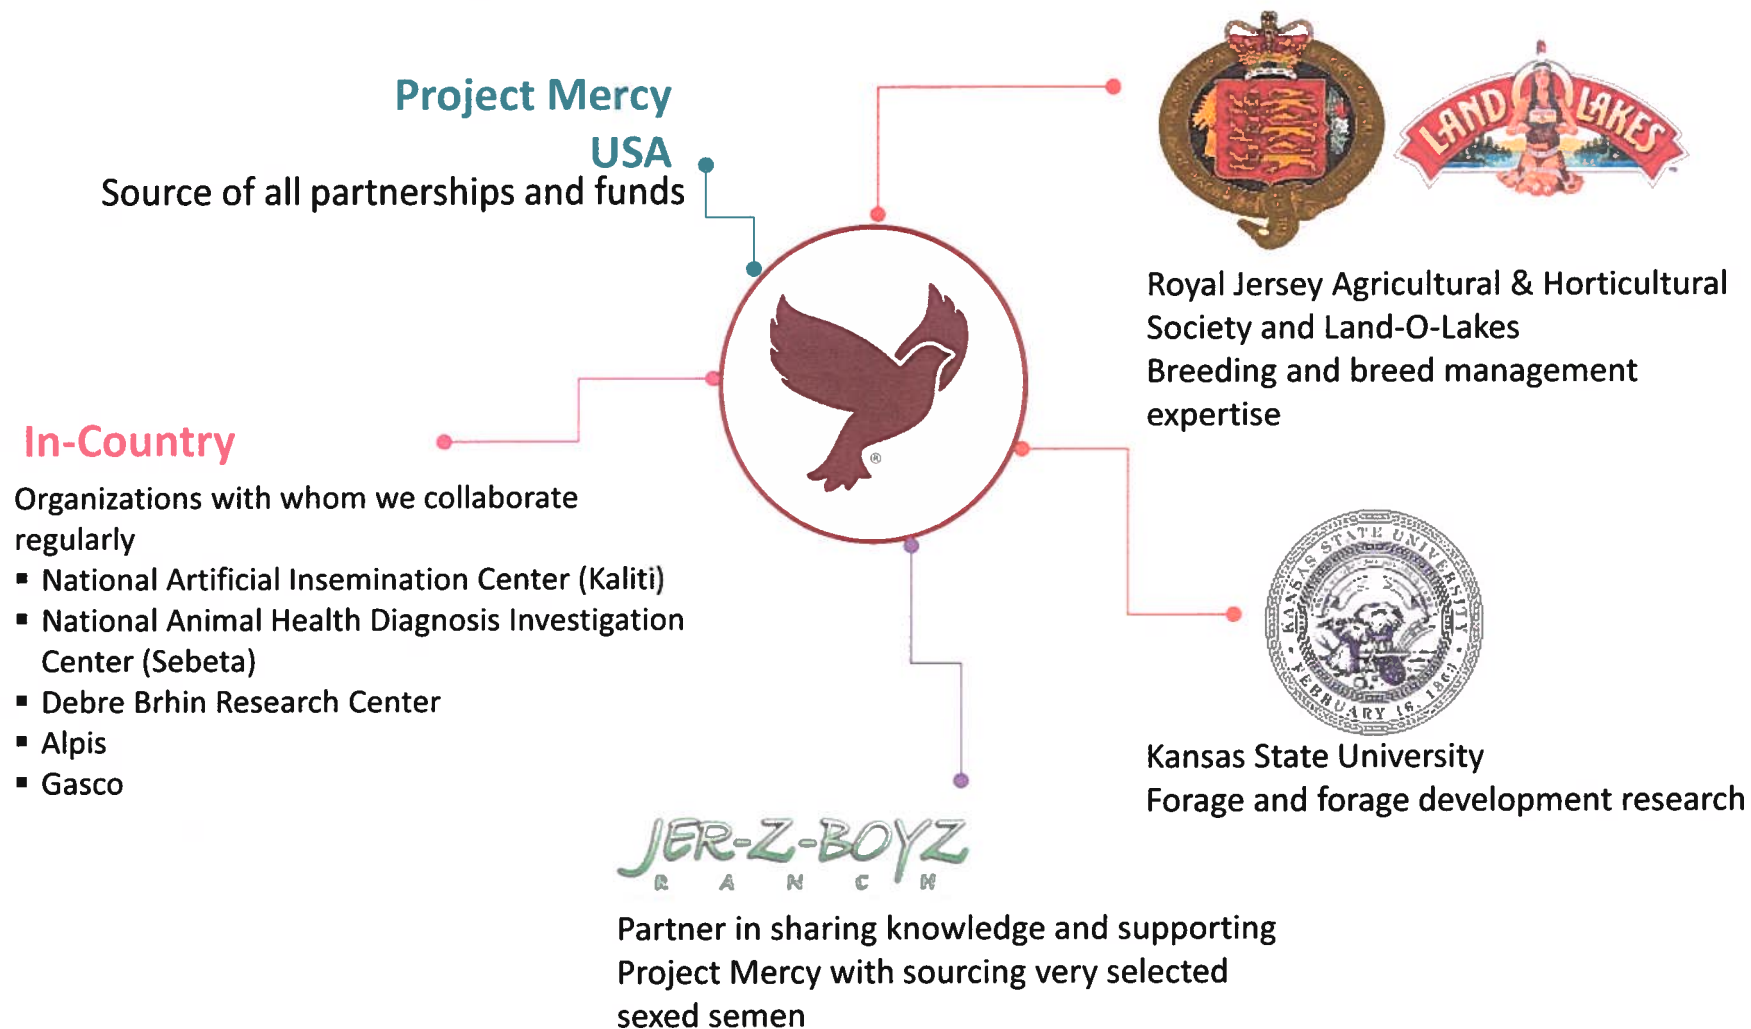 Project Mercy
USA
Source of all partnerships and funds
LAND O LAKES
Royal Jersey Agricultural & Horticultural
Society and Land-O-Lakes
Breeding and breed management
expertise
In-Country
Organizations with whom we collaborate
regularly
▪ National Artificial Insemination Center (Kaliti)
▪ National Animal Health Diagnosis Investigation
Center (Sebeta)
▪ Debre Brhin Research Center
▪ Alpis
▪ Gasco
®
KANSAS STATE UNIVERSITY
FEBRUARY 16, 1863
Kansas State University
Forage and forage development research
JER-Z-BOYZ
RANCH
Partner in sharing knowledge and supporting
Project Mercy with sourcing very selected
sexed semen